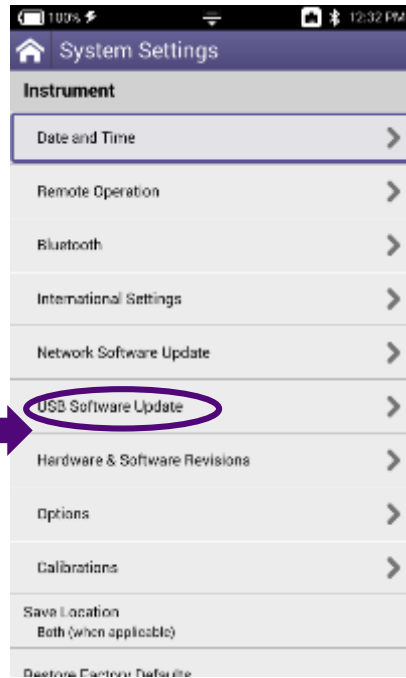 100%
12:32 PM
System Settings
Instrument
Date and Time
Remote Operation
Bluetooth
International Settings
Network Software Update
USB Software Update
Hardware & Software Revisions
Options
Calibrations
Save Location
Both (when applicable)
Restore Factory Defaults